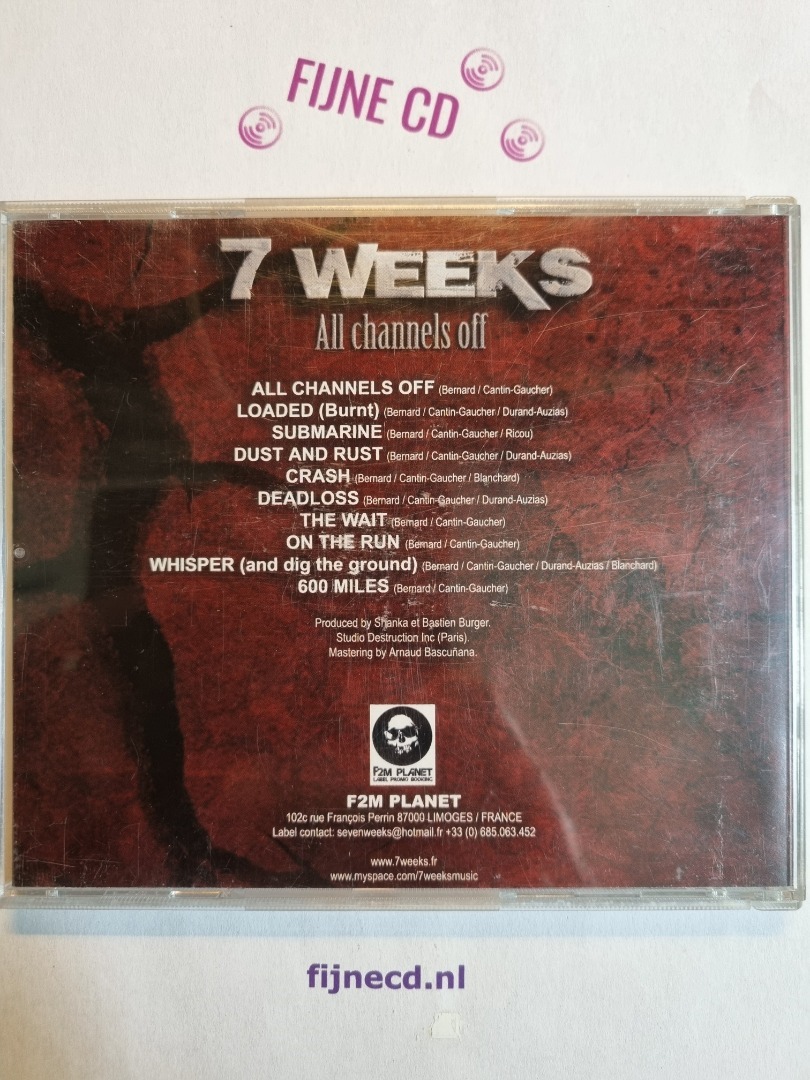 FIJNE CD
7 WEEKS
All channels off
ALL CHANNELS OFF (Bernard / Cantin-Gaucher)
LOADED (Burnt) (Bernard / Cantin-Gaucher / Durand-Auzias)
SUBMARINE (Bernard / Cantin-Gaucher / Ricou)
DUST AND RUST (Bernard / Cantin-Gaucher / Durand-Auzias)
CRASH (Bernard / Cantin-Gaucher / Blanchard)
DEADLOSS (Bernard / Cantin-Gaucher / Durand-Auzias)
THE WAIT (Bernard / Cantin-Gaucher)
ON THE RUN (Bernard / Cantin-Gaucher)
WHISPER (and dig the ground) (Bernard / Cantin-Gaucher / Durand-Auzias / Blanchard)
600 MILES (Bernard / Cantin-Gaucher)
Produced by Shanka et Bastien Burger.
Studio Destruction Inc (Paris).
Mastering by Arnaud Bascuñana.
F2M PLANET
LABEL PROMO BOOKING
F2M PLANET
102c rue François Perrin 87000 LIMOGES / FRANCE
Label contact: sevenweeks@hotmail.fr +33 (0) 685.063.452
www.7weeks.fr
www.myspace.com/7weeksmusic
fijnecd.nl